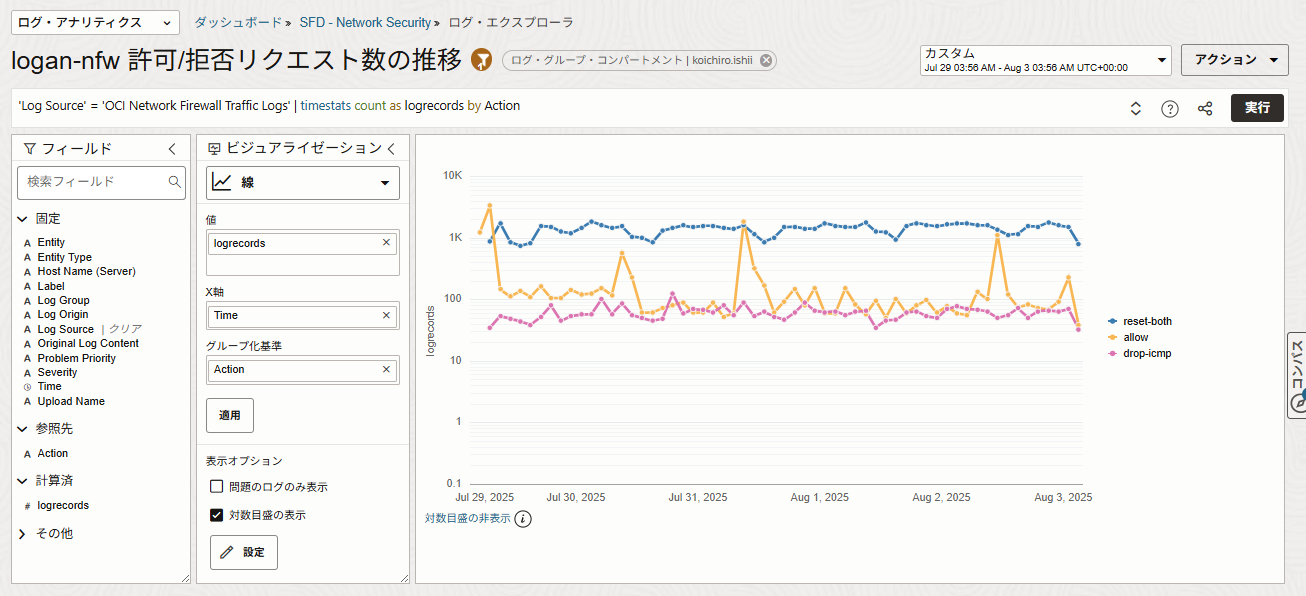 ログ・アナリティクス
ダッシュボード » SFD - Network Security » ログ・エクスプローラ
logan-nfw 許可/拒否リクエスト数の推移
ログ・グループ・コンパートメント | koichiro.ishii
カスタム
Jul 29 03:56 AM - Aug 3 03:56 AM UTC+00:00
アクション
'Log Source' = 'OCI Network Firewall Traffic Logs' | timestats count as logrecords by Action
実行
フィールド
検索フィールド
固定
Entity
Entity Type
Host Name (Server)
Label
Log Group
Log Origin
Log Source | クリア
Original Log Content
Problem Priority
Severity
Time
Upload Name
参照先
Action
計算済
# logrecords
その他
ビジュアライゼーション
線
値
logrecords
X軸
Time
グループ化基準
Action
適用
表示オプション
問題のログのみ表示
対数目盛の表示
設定
10K
1K
100
10
1
0.1
logrecords
Jul 29, 2025
Jul 30, 2025
Jul 31, 2025
Aug 1, 2025
Aug 2, 2025
Aug 3, 2025
対数目盛の非表示
reset-both
allow
drop-icmp
コンパス